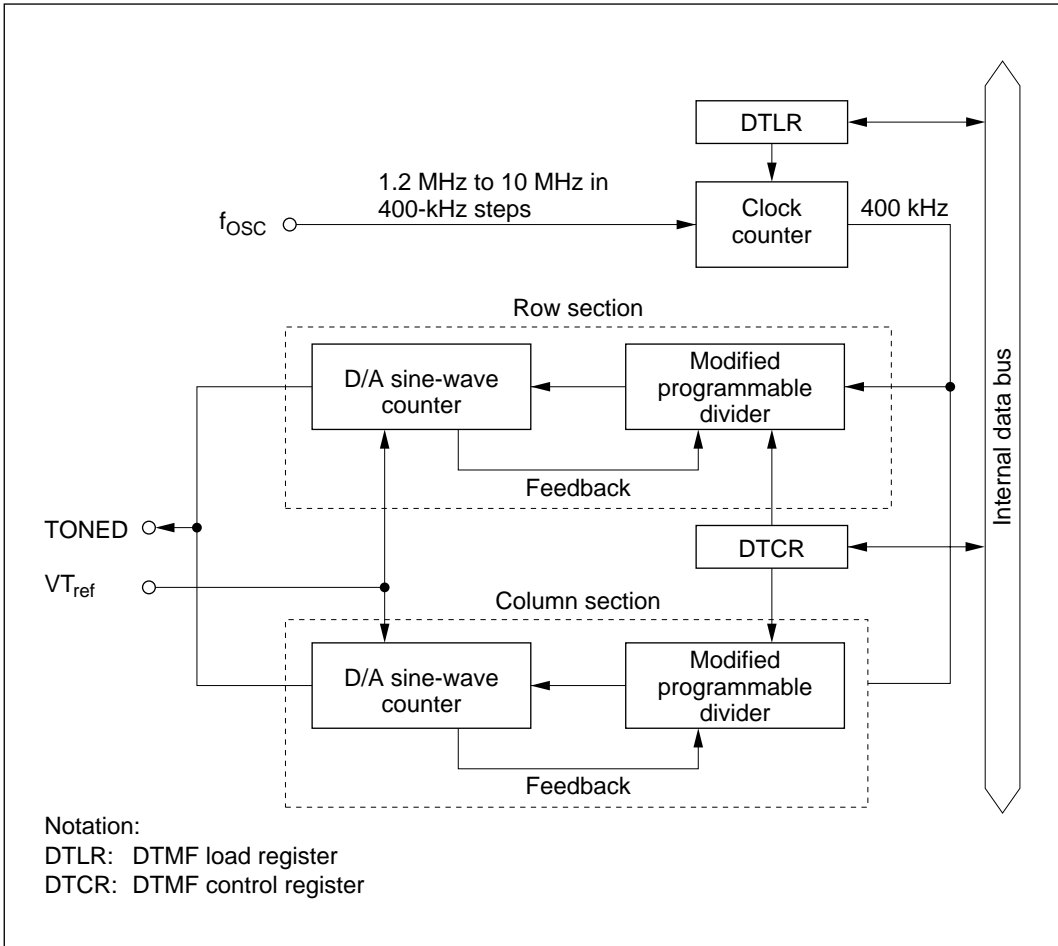 DTLR
1.2 MHz to 10 MHz in
400-kHz steps
fOSC
Clock
counter
400 kHz
Row section
D/A sine-wave
counter
Modified
programmable
divider
Feedback
Internal data bus
TONED
DTCR
VTref
Column section
D/A sine-wave
counter
Modified
programmable
divider
Feedback
Notation:
DTLR: DTMF load register
DTCR: DTMF control register